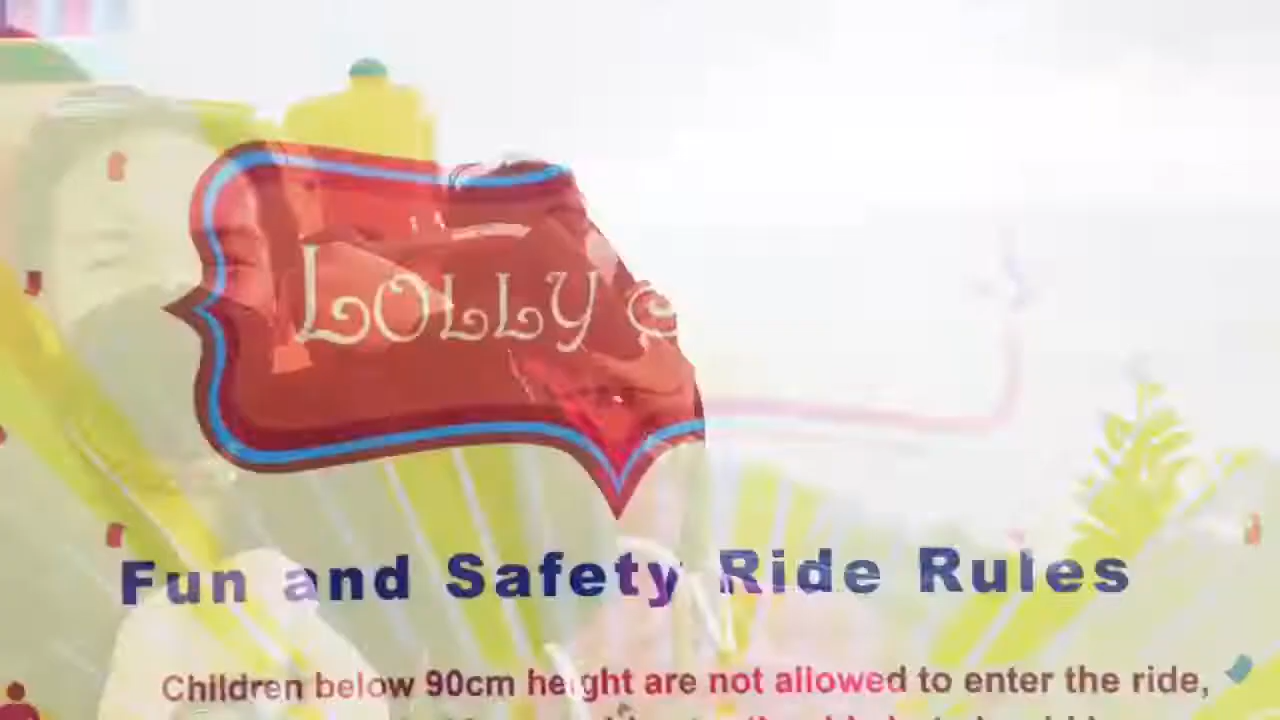 LOLLY
Fun and Safety Ride Rules
Children below 90cm height are not allowed to enter the ride,